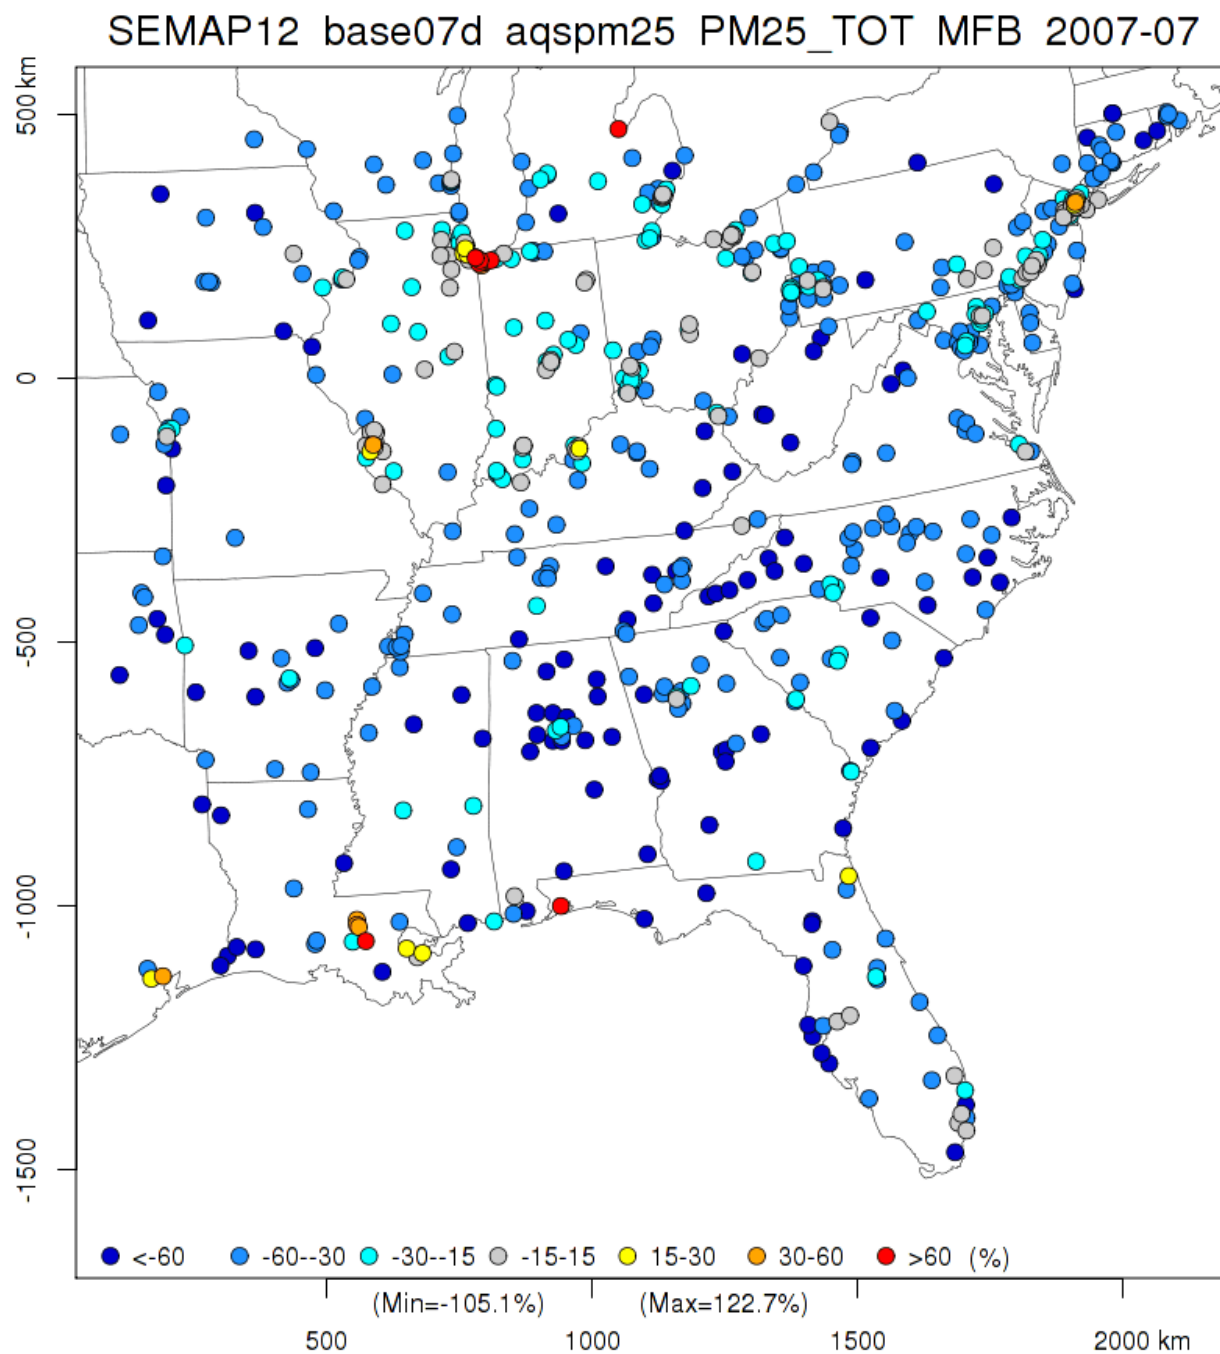 SEMAP12 base07d aqspm25 PM25_TOT MFB 2007-07
500 km
0
-500
-1000
-1500
<-60 -60--30 -30--15 -15-15 15-30 30-60 >60 (%)
(Min=-105.1%) (Max=122.7%)
500 1000 1500 2000 km